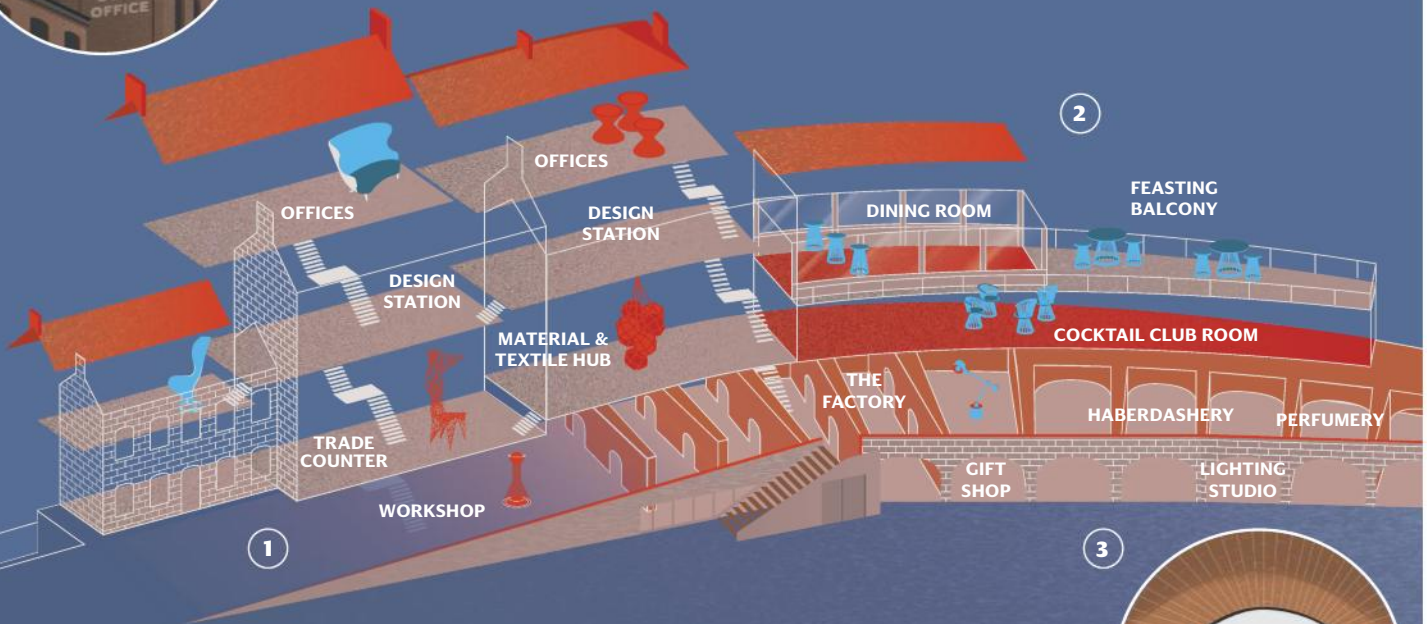 OFFICE
OFFICES
OFFICES
DESIGN
STATION
DESIGN
STATION
MATERIAL &
TEXTILE HUB
TRADE
COUNTER
WORKSHOP
1
2
DINING ROOM
FEASTING
BALCONY
COCKTAIL CLUB ROOM
THE
FACTORY
HABERDASHERY
PERFUMERY
GIFT
SHOP
LIGHTING
STUDIO
3